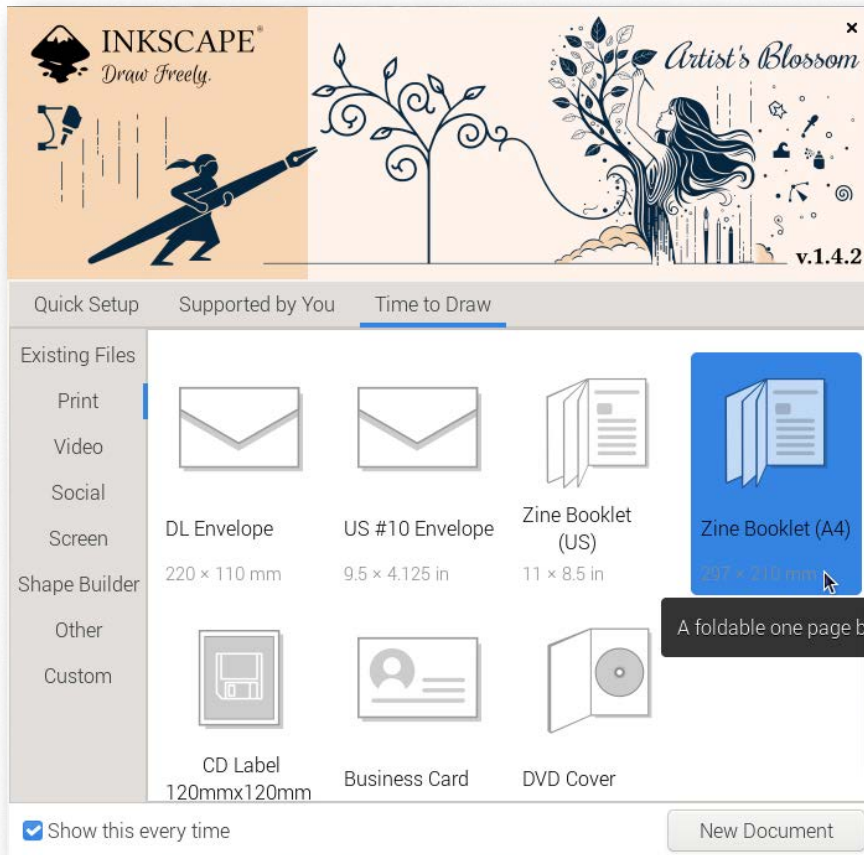 INKSCAPE®
Draw Freely.
Artist's Blossom
v.1.4.2
Quick Setup
Supported by You
Time to Draw
Existing Files
Print
Video
Social
Screen
Shape Builder
Other
Custom
DL Envelope
220 × 110 mm
US #10 Envelope
9.5 × 4.125 in
Zine Booklet
(US)
11 × 8.5 in
Zine Booklet (A4)
297 × 210 mm
A foldable one page b
CD Label
120mmx120mm
Business Card
DVD Cover
Show this every time
New Document